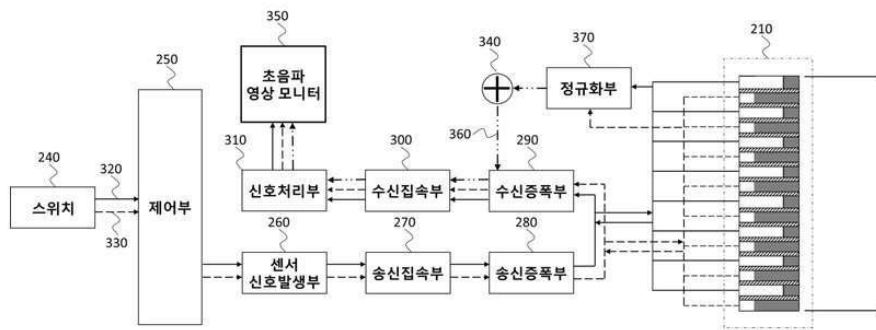 350
340
370
210
250
초음파
영상 모니터
정규화부
360
240
320
310
300
290
스위치
제어부
신호처리부
수신집속부
수신증폭부
330
260
270
280
센서
신호발생부
송신집속부
송신증폭부